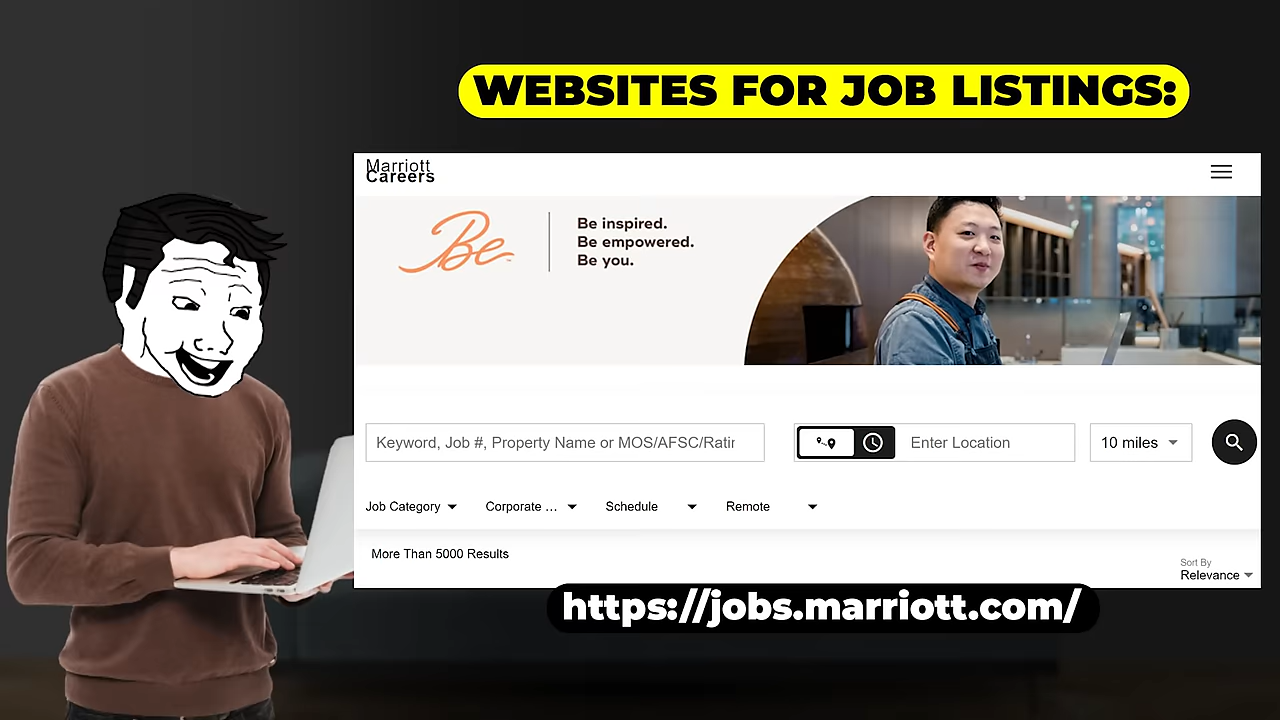 WEBSITES FOR JOB LISTINGS:
Marriott
Careers
Be™
Be inspired.
Be empowered.
Be you.
Keyword, Job #, Property Name or MOS/AFSC/Ratin
Enter Location
10 miles
Job Category
Corporate ...
Schedule
Remote
More Than 5000 Results
Sort By
Relevance
https://jobs.marriott.com/